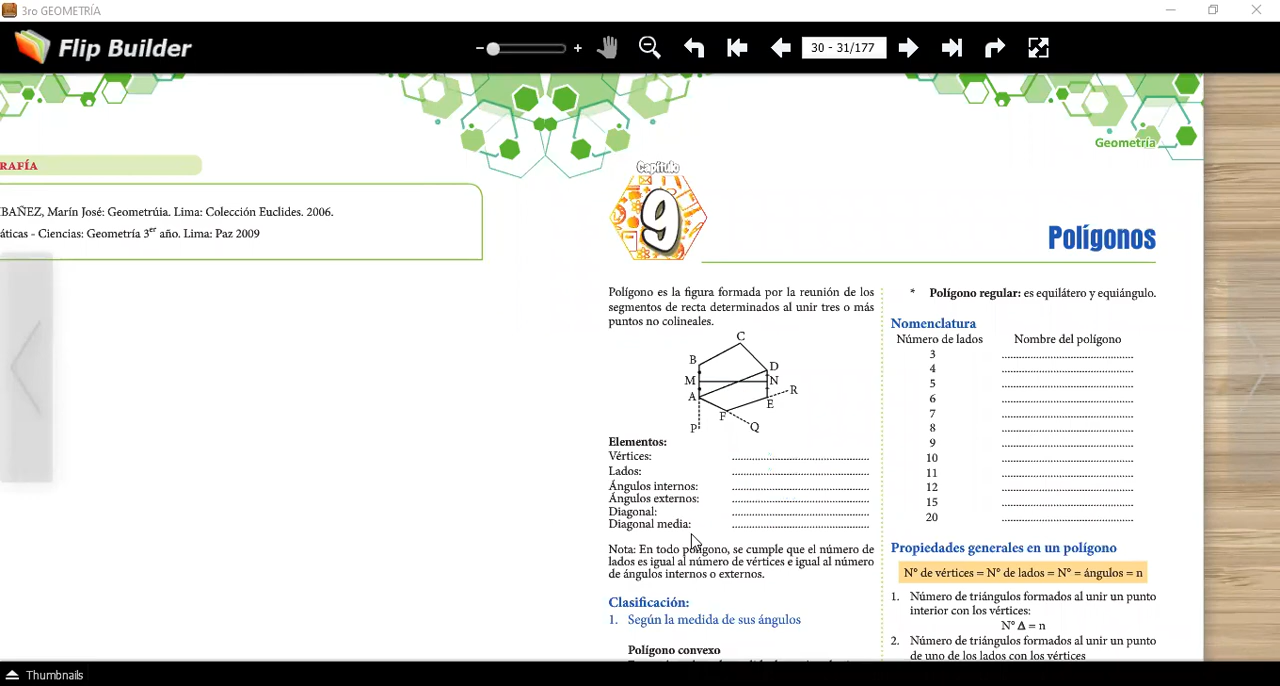 3ro GEOMETRÍA
Flip Builder
30 - 31/177
Geometría
RAFÍA
IBAÑEZ, Marín José: Geometrúia. Lima: Colección Euclides. 2006.
áticas - Ciencias: Geometría 3er año. Lima: Paz 2009
Capítulo
9
Polígonos
Polígono es la figura formada por la reunión de los
segmentos de recta determinados al unir tres o más
puntos no colineales.
C
B
D
M
N
A
R
E
F
P
Q
Elementos:
Vértices: ..............................................
Lados: ..............................................
Ángulos internos: ..............................................
Ángulos externos: ..............................................
Diagonal: ..............................................
Diagonal media: ..............................................
Nota: En todo polígono, se cumple que el número de
lados es igual al número de vértices e igual al número
de ángulos internos o externos.
Clasificación:
1. Según la medida de sus ángulos
Polígono convexo
* Polígono regular: es equilátero y equiángulo.
Nomenclatura
Número de lados Nombre del polígono
3 ............................................
4 ............................................
5 ............................................
6 ............................................
7 ............................................
8 ............................................
9 ............................................
10 ............................................
11 ............................................
12 ............................................
15 ............................................
20 ............................................
Propiedades generales en un polígono
N° de vértices = N° de lados = N° = ángulos = n
1. Número de triángulos formados al unir un punto
interior con los vértices:
N° Δ = n
2. Número de triángulos formados al unir un punto
de uno de los lados con los vértices
Thumbnails